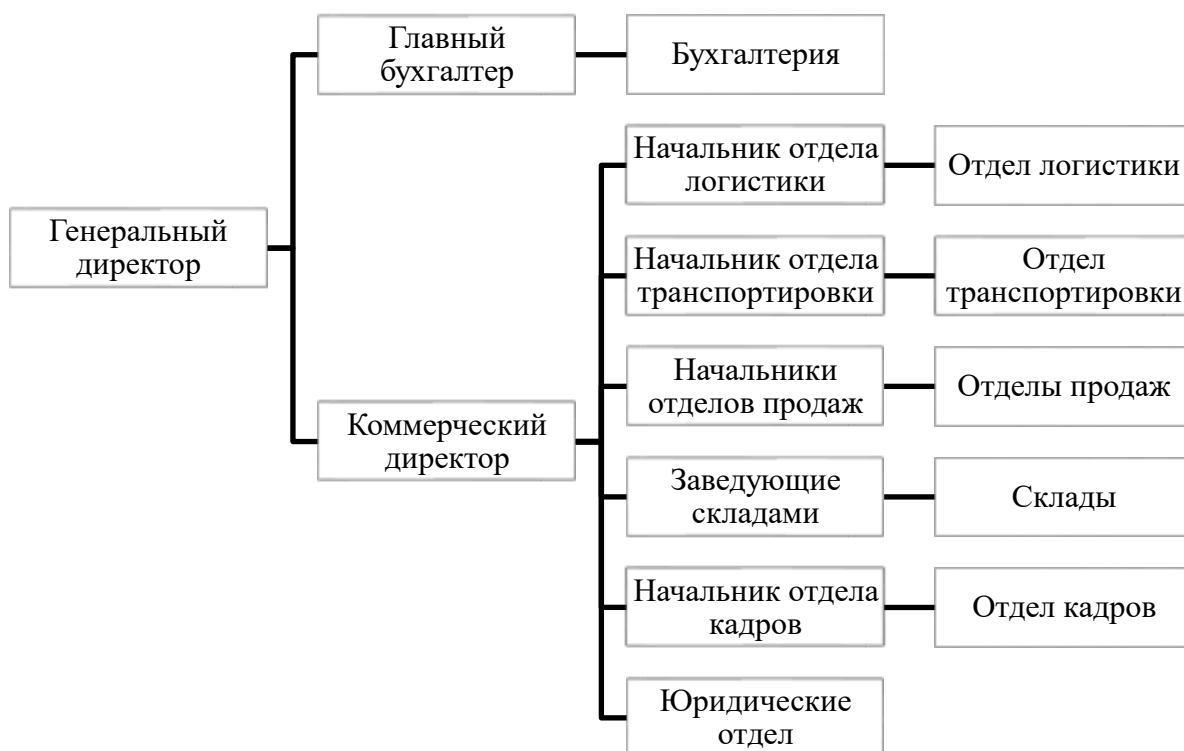 Главный
бухгалтер
Бухгалтерия
Начальник отдела
логистики
Отдел логистики
Генеральный
директор
Начальник отдела
транспортировки
Отдел
транспортировки
Начальники
отделов продаж
Отделы продаж
Коммерческий
директор
Заведующие
складами
Склады
Начальник отдела
кадров
Отдел кадров
Юридические
отдел